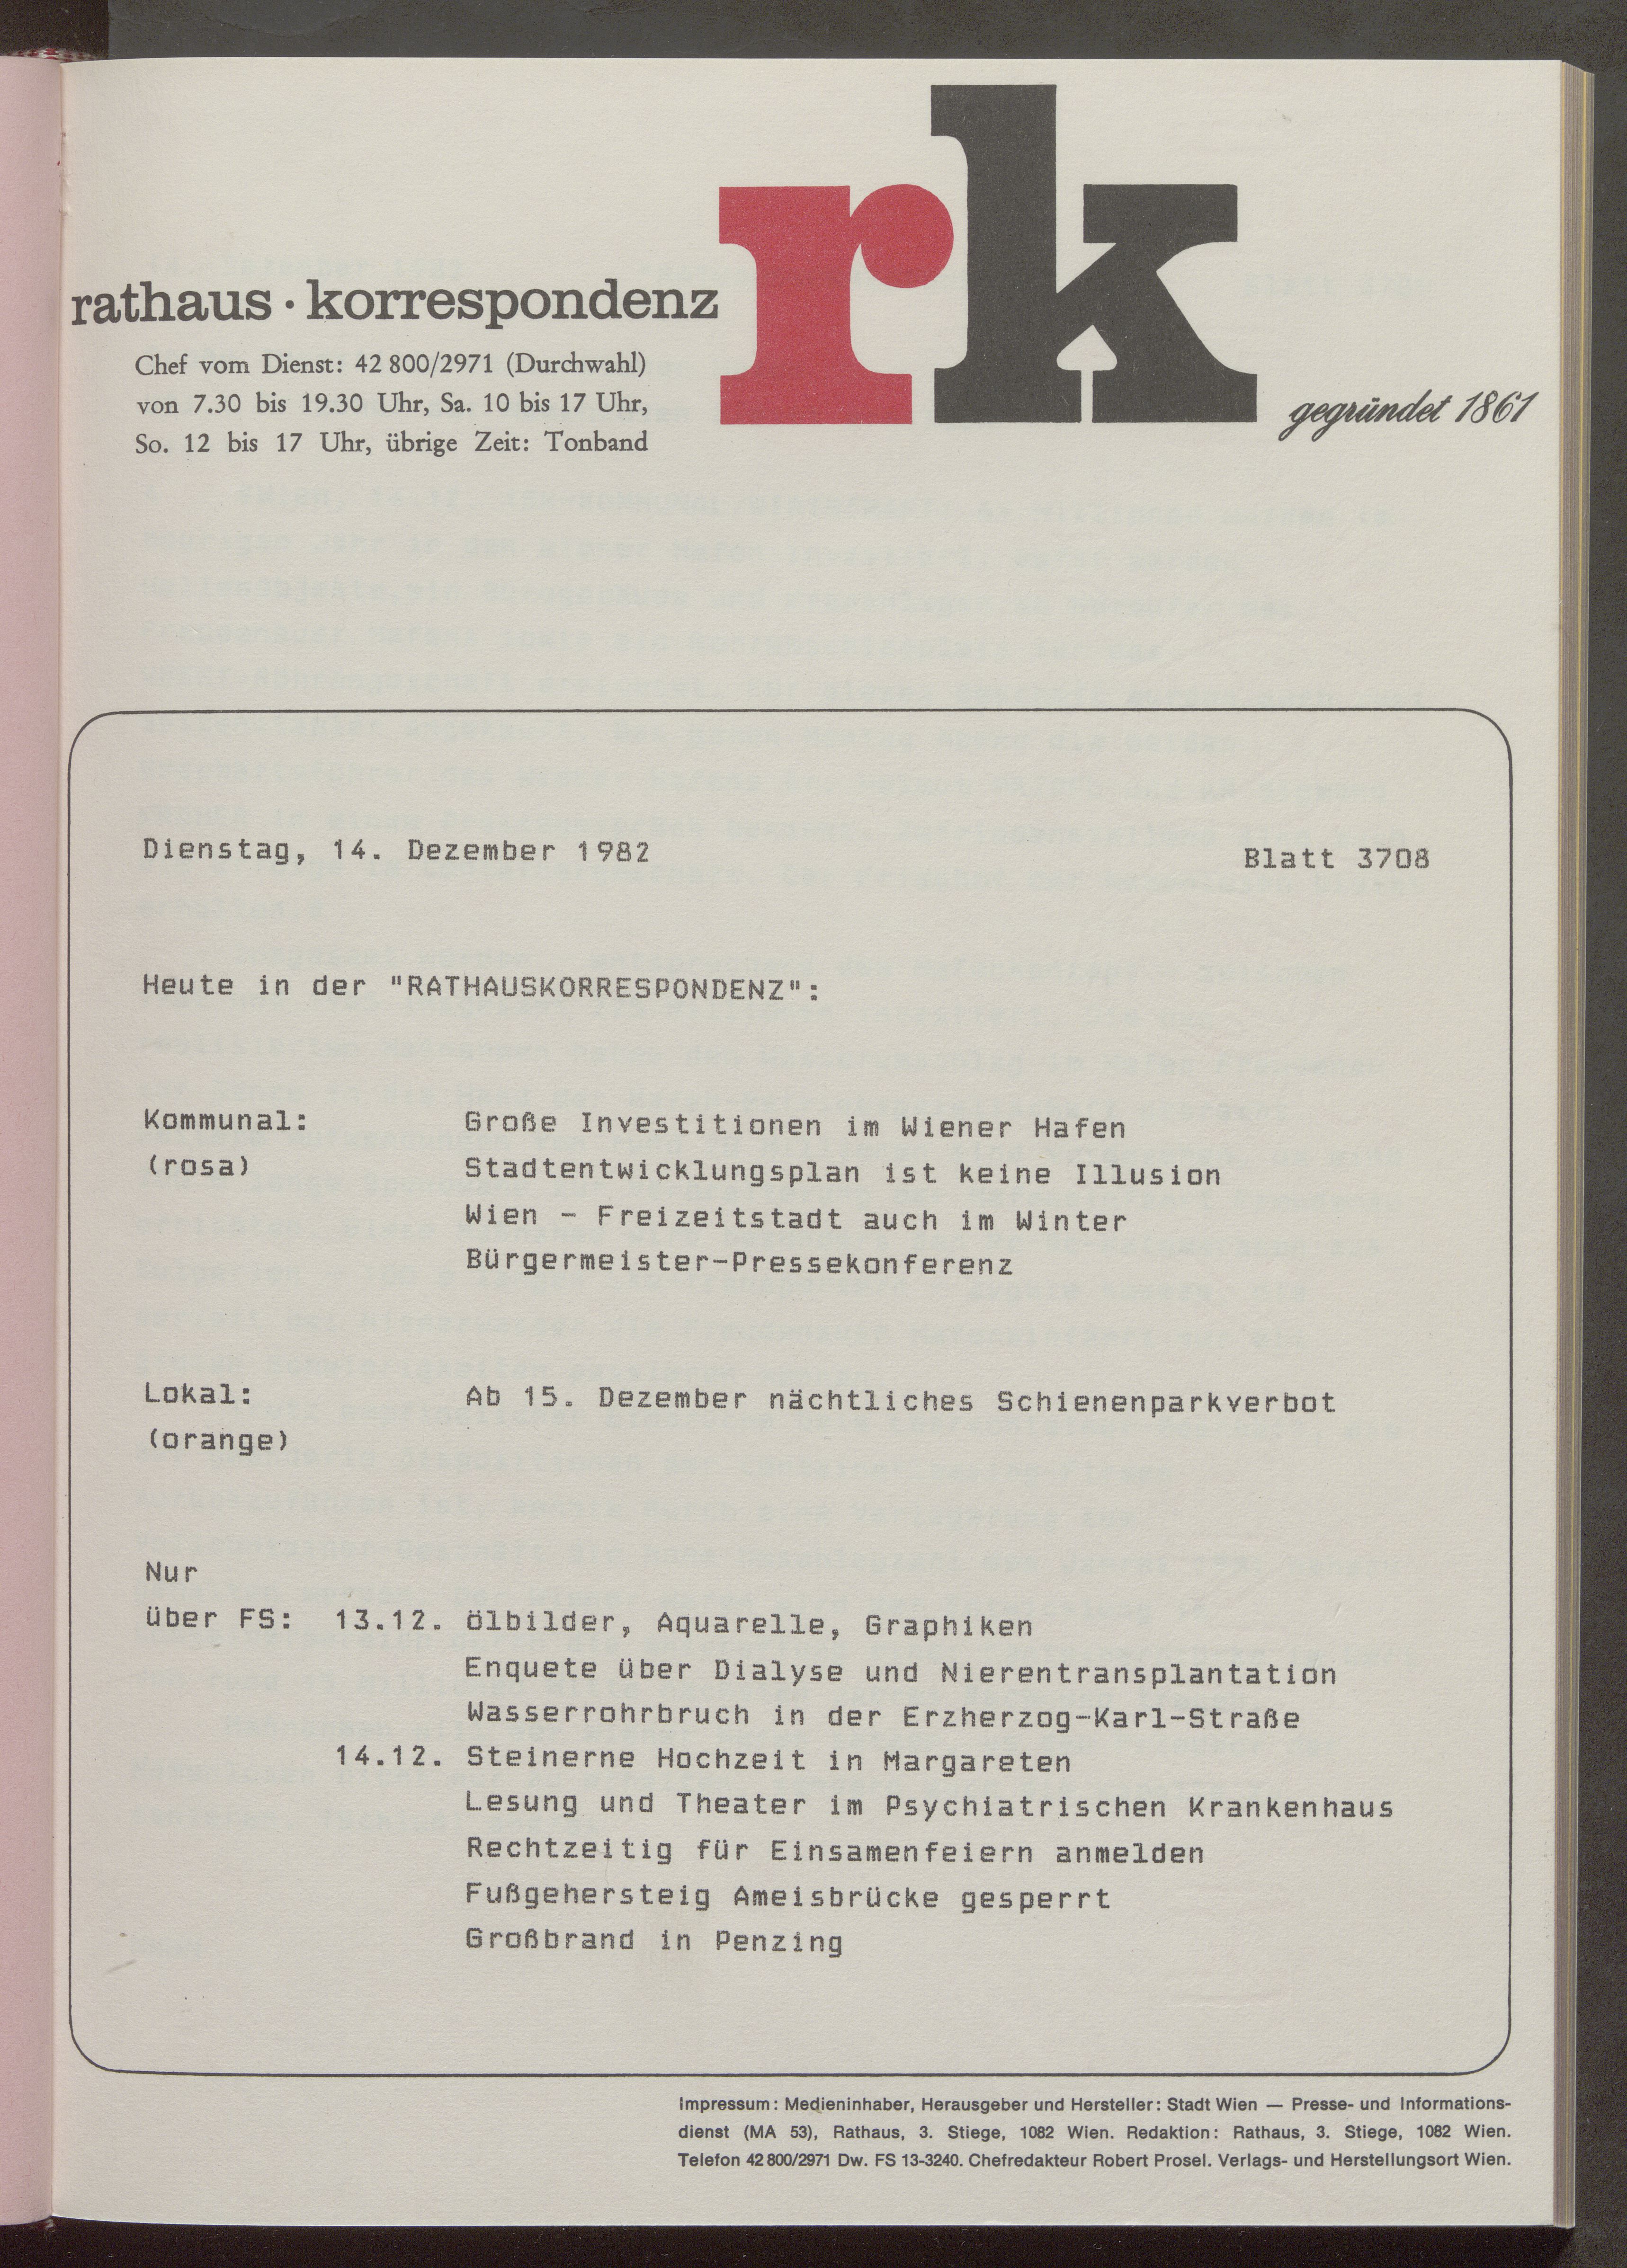 rk
rathaus · korrespondenz
Chef vom Dienst: 42 800/2971 (Durchwahl)
von 7.30 bis 19.30 Uhr, Sa. 10 bis 17 Uhr,
So. 12 bis 17 Uhr, übrige Zeit: Tonband
gegründet 1861
Dienstag, 14. Dezember 1982 Blatt 3708
Heute in der "RATHAUSKORRESPONDENZ":
Kommunal: Große Investitionen im Wiener Hafen
(rosa) Stadtentwicklungsplan ist keine Illusion
Wien - Freizeitstadt auch im Winter
Bürgermeister-Pressekonferenz
Lokal: Ab 15. Dezember nächtliches Schienenparkverbot
(orange)
Nur
über FS: 13.12. ölbilder, Aquarelle, Graphiken
Enquete über Dialyse und Nierentransplantation
Wasserrohrbruch in der Erzherzog-Karl-Straße
14.12. Steinerne Hochzeit in Margareten
Lesung und Theater im Psychiatrischen Krankenhaus
Rechtzeitig für Einsamenfeiern anmelden
Fußgehersteig Ameisbrücke gesperrt
Großbrand in Penzing
Impressum: Medieninhaber, Herausgeber und Hersteller: Stadt Wien — Presse- und Informations-
dienst (MA 53), Rathaus, 3. Stiege, 1082 Wien. Redaktion: Rathaus, 3. Stiege, 1082 Wien.
Telefon 42 800/2971 Dw. FS 13-3240. Chefredakteur Robert Prosel. Verlags- und Herstellungsort Wien.